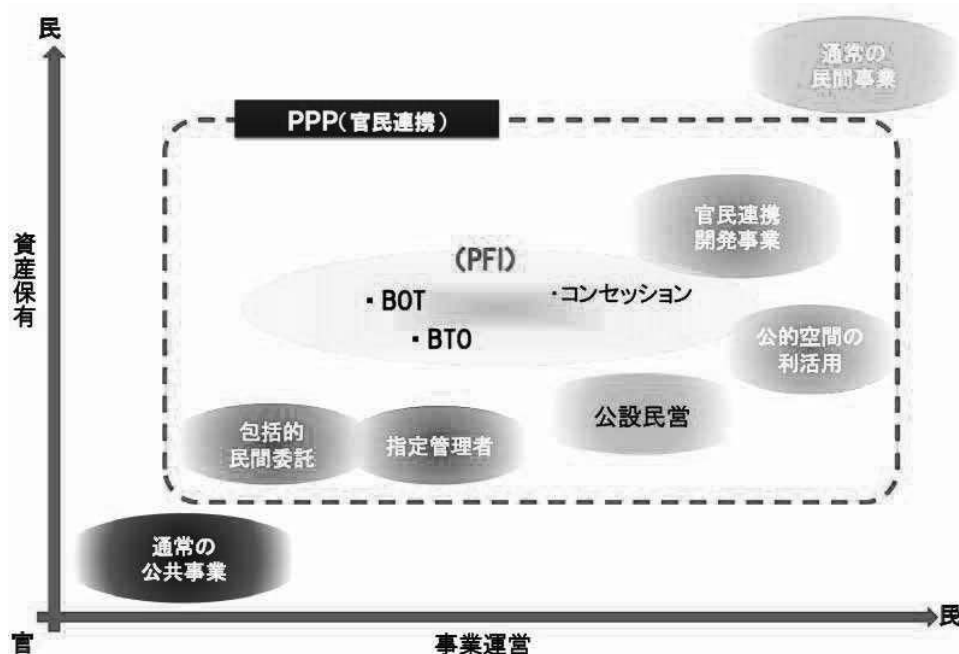 民
通常の
民間事業
PPP(官民連携)
官民連携
開発事業
資産保有
(PFI)
・BOT
・コンセッション
・BTO
公的空間の
利活用
公設民営
包括的
民間委託
指定管理者
通常の
公共事業
官
事業運営
民